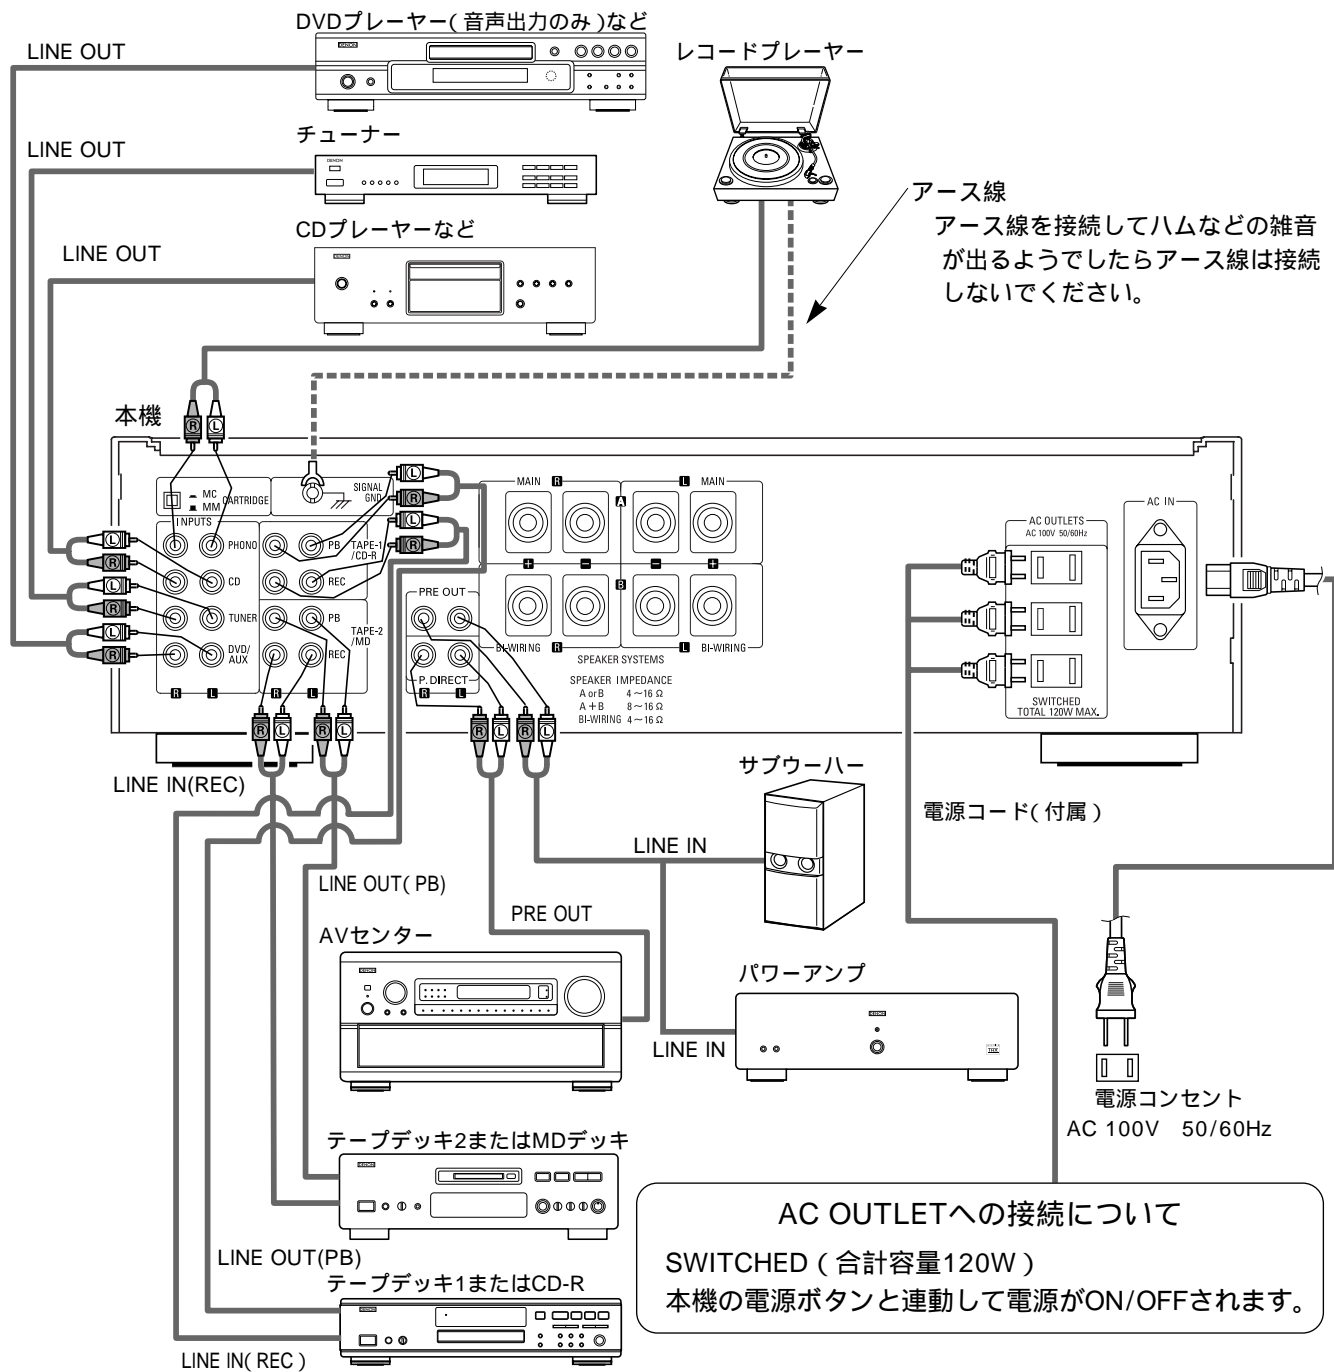 DVDプレーヤー(音声出力のみ)など
LINE OUT
レコードプレーヤー
チューナー
LINE OUT
CDプレーヤーなど
LINE OUT
アース線
アース線を接続してハムなどの雑音
が出るようでしたらアース線は接続
しないでください。
本機
R L
MC
MM
CARTRIDGE
SIGNAL
GND
INPUTS
PHONO
CD
TUNER
DVD/
AUX
R L
PB
TAPE-1
/CD-R
REC
PB
TAPE-2
/MD
REC
R L
L
R
L
R
L
R
L
R
L
R
PRE OUT
P. DIRECT
R L
MAIN R
L MAIN
A
B
BI-WIRING R
L BI-WIRING
SPEAKER SYSTEMS
SPEAKER IMPEDANCE
A or B 4~16 Ω
A + B 8~16 Ω
BI-WIRING 4~16 Ω
AC OUTLETS
AC 100V 50/60Hz
SWITCHED
TOTAL 120W MAX.
AC IN
R L R L
R L R L
LINE IN(REC)
サブウーハー
電源コード(付属)
LINE IN
LINE OUT(PB)
PRE OUT
AVセンター
パワーアンプ
LINE IN
電源コンセント
AC 100V 50/60Hz
テープデッキ2またはMDデッキ
LINE OUT(PB)
テープデッキ1またはCD-R
LINE IN(REC)
AC OUTLETへの接続について
SWITCHED(合計容量120W)
本機の電源ボタンと連動して電源がON/OFFされます。
DENON